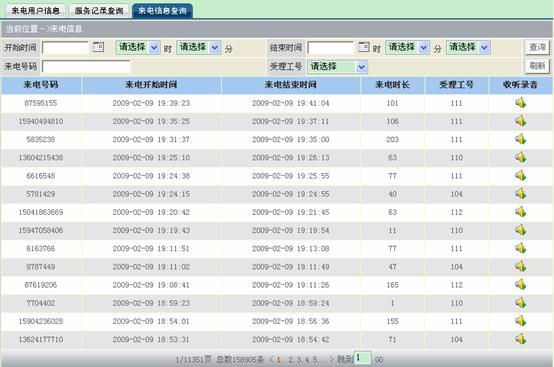 来电用户信息 服务记录查询 来电信息查询
当前位置 ->来电信息
开始时间 请选择 时 请选择 分 结束时间 时 请选择 分 请选择 查询
来电号码 受理工号 请选择 刷新
来电号码 来电开始时间 来电结束时间 来电时长 受理工号 收听录音
87595155 2009-02-09 19:39:23 2009-02-09 19:41:04 101 111
15940494810 2009-02-09 19:35:25 2009-02-09 19:37:11 106 111
5835238 2009-02-09 19:31:37 2009-02-09 19:35:00 203 111
13604215438 2009-02-09 19:25:10 2009-02-09 19:26:13 63 110
6616548 2009-02-09 19:24:38 2009-02-09 19:25:55 77 111
5781429 2009-02-09 19:24:15 2009-02-09 19:24:55 40 104
15041863669 2009-02-09 19:20:42 2009-02-09 19:21:45 63 112
15947058406 2009-02-09 19:19:43 2009-02-09 19:19:54 11 110
6163766 2009-02-09 19:11:51 2009-02-09 19:13:08 77 111
8787449 2009-02-09 19:11:02 2009-02-09 19:11:49 47 104
87619206 2009-02-09 19:08:41 2009-02-09 19:11:26 165 112
7704402 2009-02-09 18:59:23 2009-02-09 18:59:24 1 110
15904236028 2009-02-09 18:54:01 2009-02-09 18:56:36 155 111
13624177710 2009-02-09 18:53:31 2009-02-09 18:54:42 71 104
1/11351页 总数158905条 < 1. 2.3.4.5...> 跳到 1 GO